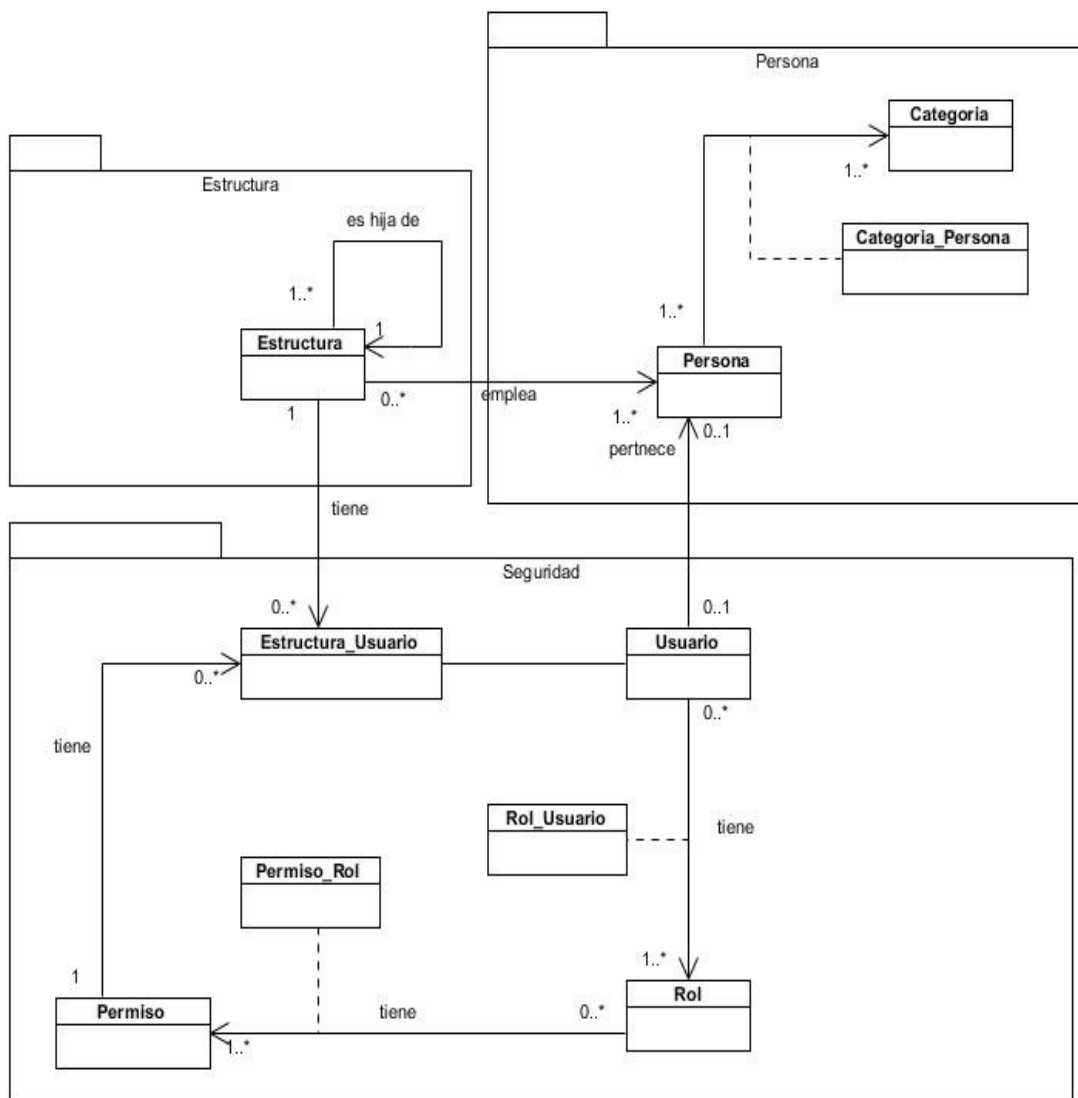 Persona
Categoria
1..*
Categoria_Persona
1..*
Persona
Estructura
es hija de
1..*
1
Estructura
0..*
emplea
1..*
0..1
1
pertnece
tiene
Seguridad
0..*
0..1
Estructura_Usuario
Usuario
0..*
0..*
tiene
Rol_Usuario
tiene
Permiso_Rol
1
1..*
Permiso
Rol
tiene
0..*
1..*